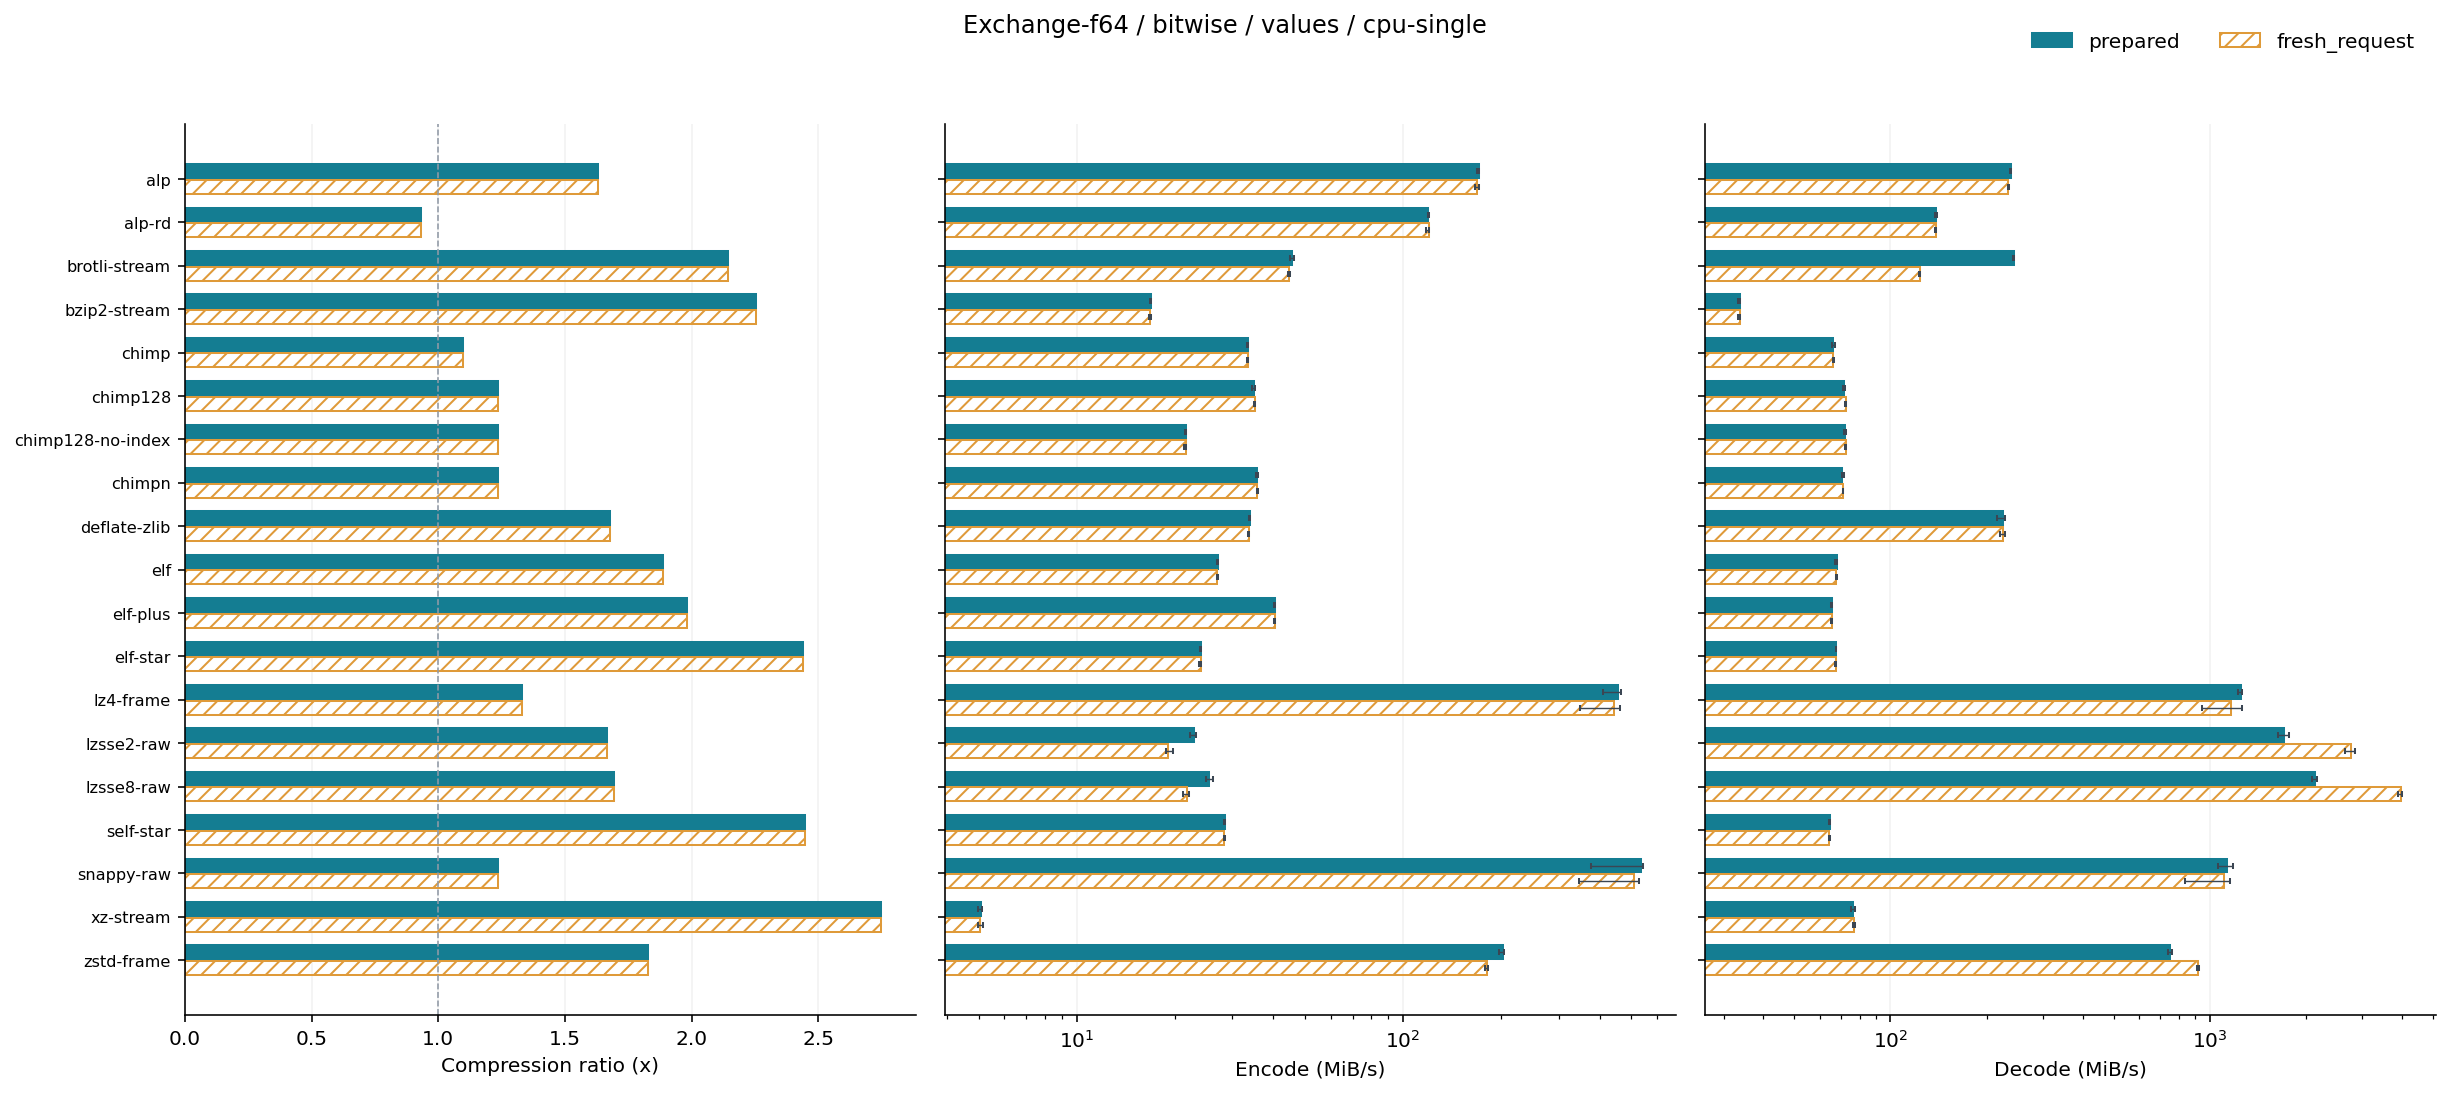 Exchange-f64 / bitwise / values / cpu-single
prepared
fresh_request
alp
alp-rd
brotli-stream
bzip2-stream
chimp
chimp128
chimp128-no-index
chimpn
deflate-zlib
elf
elf-plus
elf-star
lz4-frame
lzsse2-raw
lzsse8-raw
self-star
snappy-raw
xz-stream
zstd-frame
0.0 0.5 1.0 1.5 2.0 2.5
Compression ratio (x)
10¹ 10²
Encode (MiB/s)
10² 10³
Decode (MiB/s)